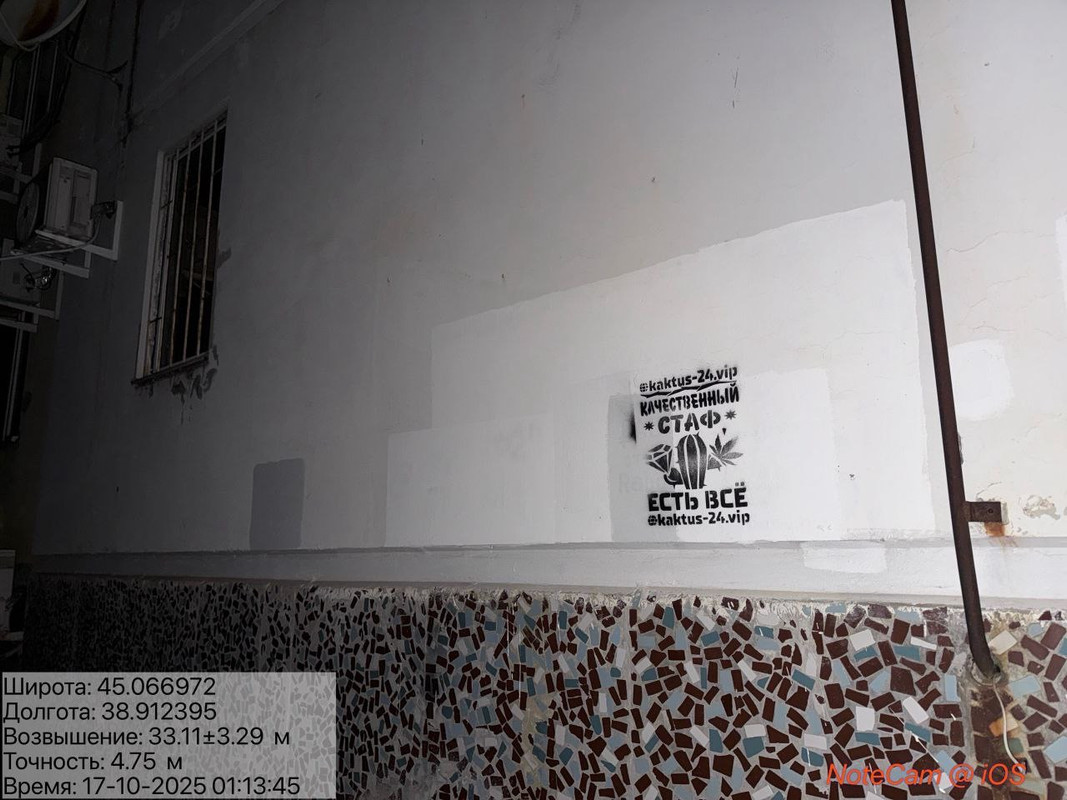 ⊕kaktus-24.vip
КАЧЕСТВЕННЫЙ
*СТАФ*
ЕСТЬ ВСЁ
⊕kaktus-24.vip
Широта: 45.066972
Долгота: 38.912395
Возвышение: 33.11±3.29 м
Точность: 4.75 м
Время: 17-10-2025 01:13:45
NoteCam @ iOS